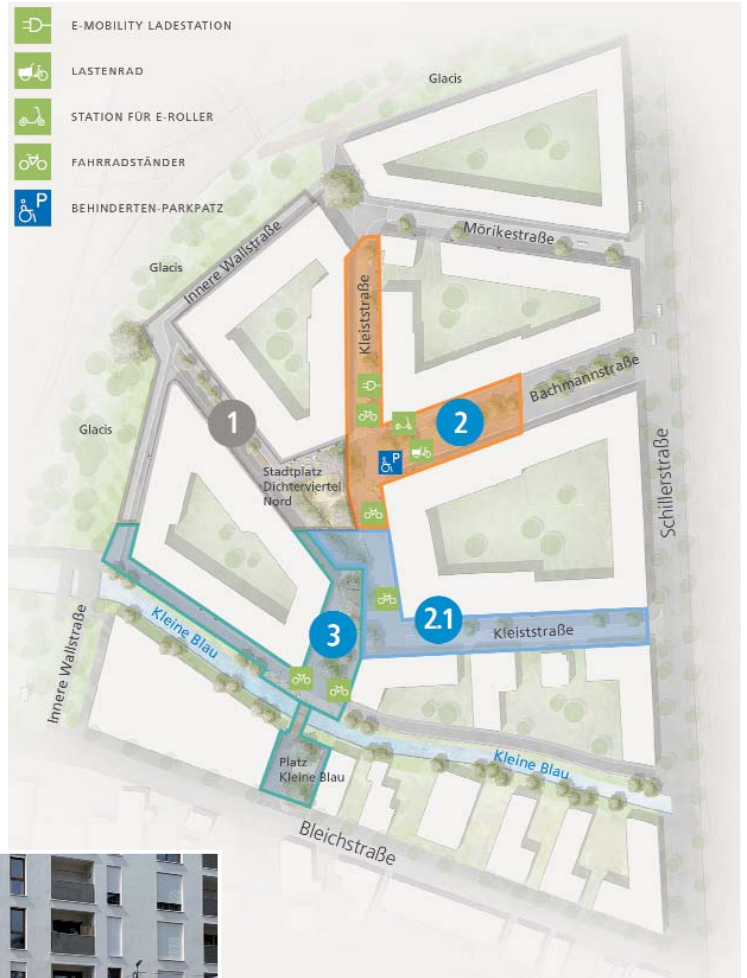 E-MOBILITY LADESTATION
LASTENRAD
STATION FÜR E-ROLLER
FAHRRADSTÄNDER
P
BEHINDERTEN-PARKPATZ
Glacis
Mörikestraße
Innere Wallstraße
Glacis
Kleiststraße
Bachmannstraße
Glacis
1
2
P
Stadtplatz
Dichterviertel
Nord
Schillerstraße
2.1
3
Kleiststraße
Kleine Blau
Innere Wallstraße
Kleine Blau
Platz
Kleine Blau
Bleichstraße